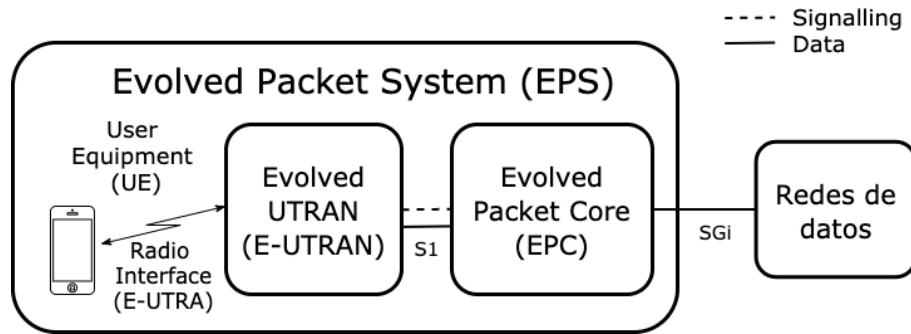 Signalling
Data
Evolved Packet System (EPS)
User
Equipment
(UE)
Radio
Interface
(E-UTRA)
Evolved
UTRAN
(E-UTRAN)
S1
Evolved
Packet Core
(EPC)
SGi
Redes de
datos